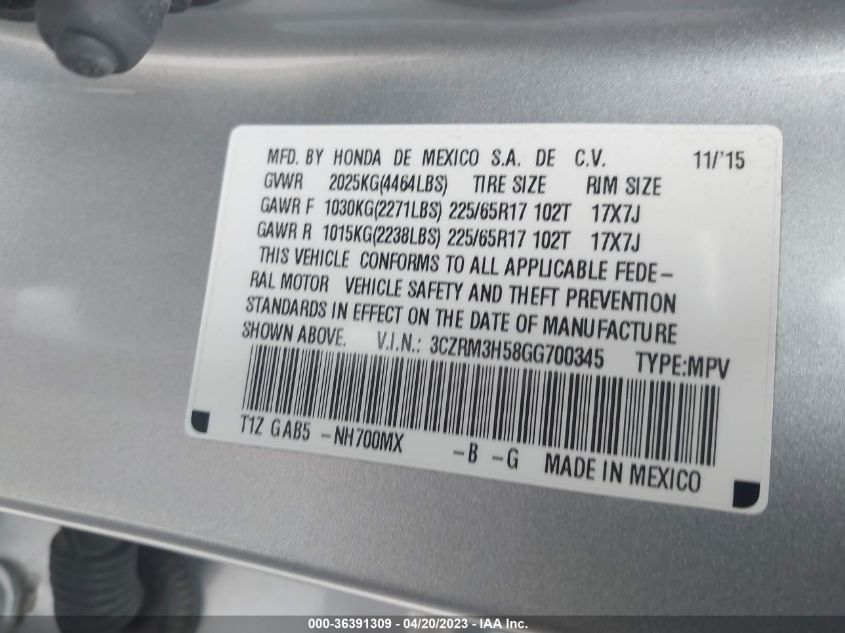 MFD. BY HONDA DE MEXICO S.A. DE C.V. 11/'15
GVWR 2025KG(4464LBS) TIRE SIZE RIM SIZE
GAWR F 1030KG(2271LBS) 225/65R17 102T 17X7J
GAWR R 1015KG(2238LBS) 225/65R17 102T 17X7J
THIS VEHICLE CONFORMS TO ALL APPLICABLE FEDE-
RAL MOTOR VEHICLE SAFETY AND THEFT PREVENTION
STANDARDS IN EFFECT ON THE DATE OF MANUFACTURE
SHOWN ABOVE. V.I.N.: 3CZRM3H58GG700345 TYPE:MPV
T1Z GAB5 -NH700MX -B -G MADE IN MEXICO
000-36391309 - 04/20/2023 - IAA Inc.